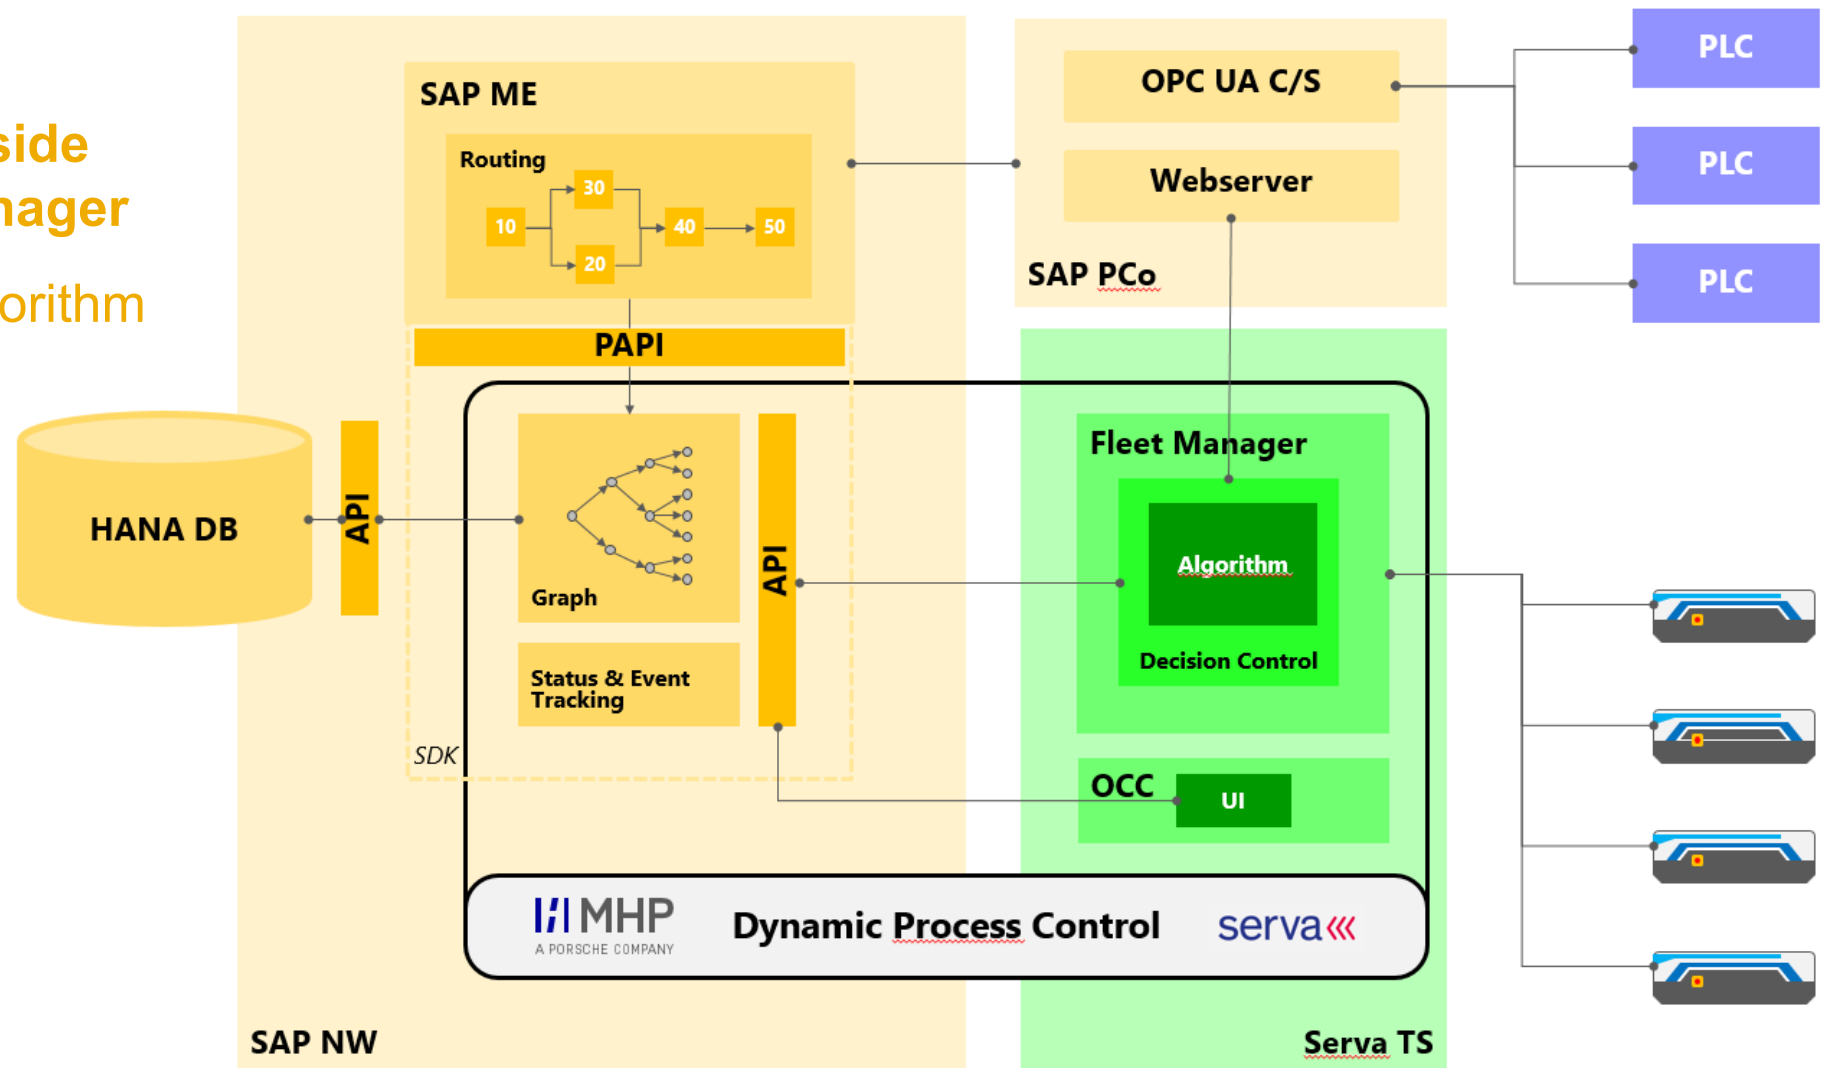 side
nager
orithm
SAP ME
Routing
10
30
20
40
50
PAPI
OPC UA C/S
Webserver
SAP PCo
PLC
PLC
PLC
HANA DB
API
Graph
Status & Event
Tracking
API
SDK
Fleet Manager
Algorithm
Decision Control
OCC
UI
MHP
A PORSCHE COMPANY
Dynamic Process Control
serva
SAP NW
Serva TS